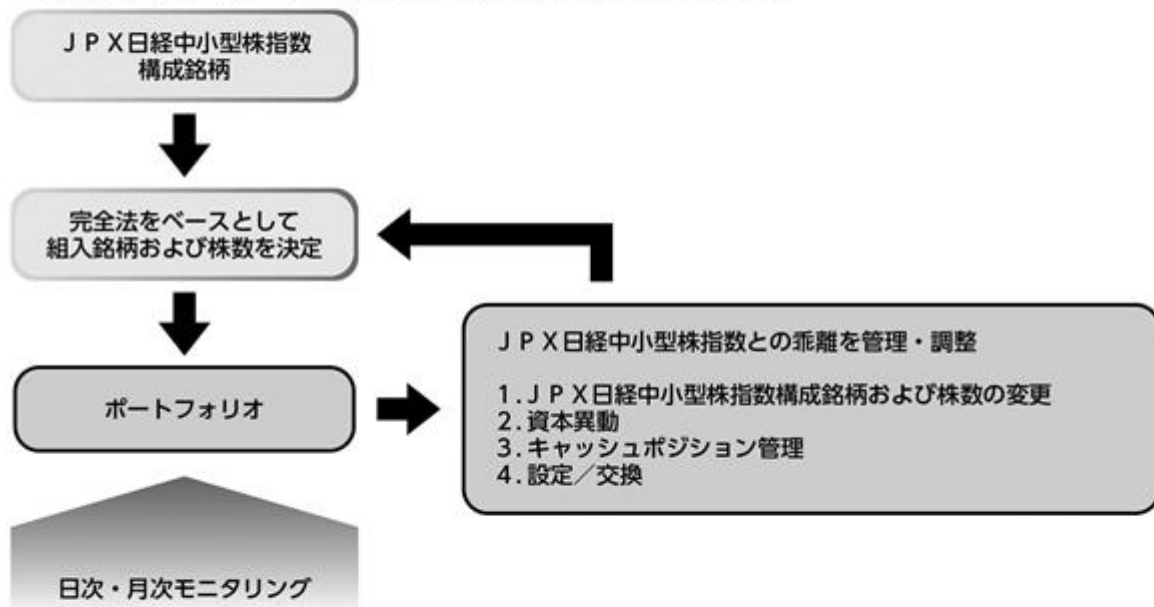 ＪＰＸ日経中小型株指数
構成銘柄
完全法をベースとして
組入銘柄および株数を決定
ポートフォリオ
ＪＰＸ日経中小型株指数との乖離を管理・調整
1.ＪＰＸ日経中小型株指数構成銘柄および株数の変更
2.資本異動
3.キャッシュポジション管理
4.設定／交換
日次・月次モニタリング